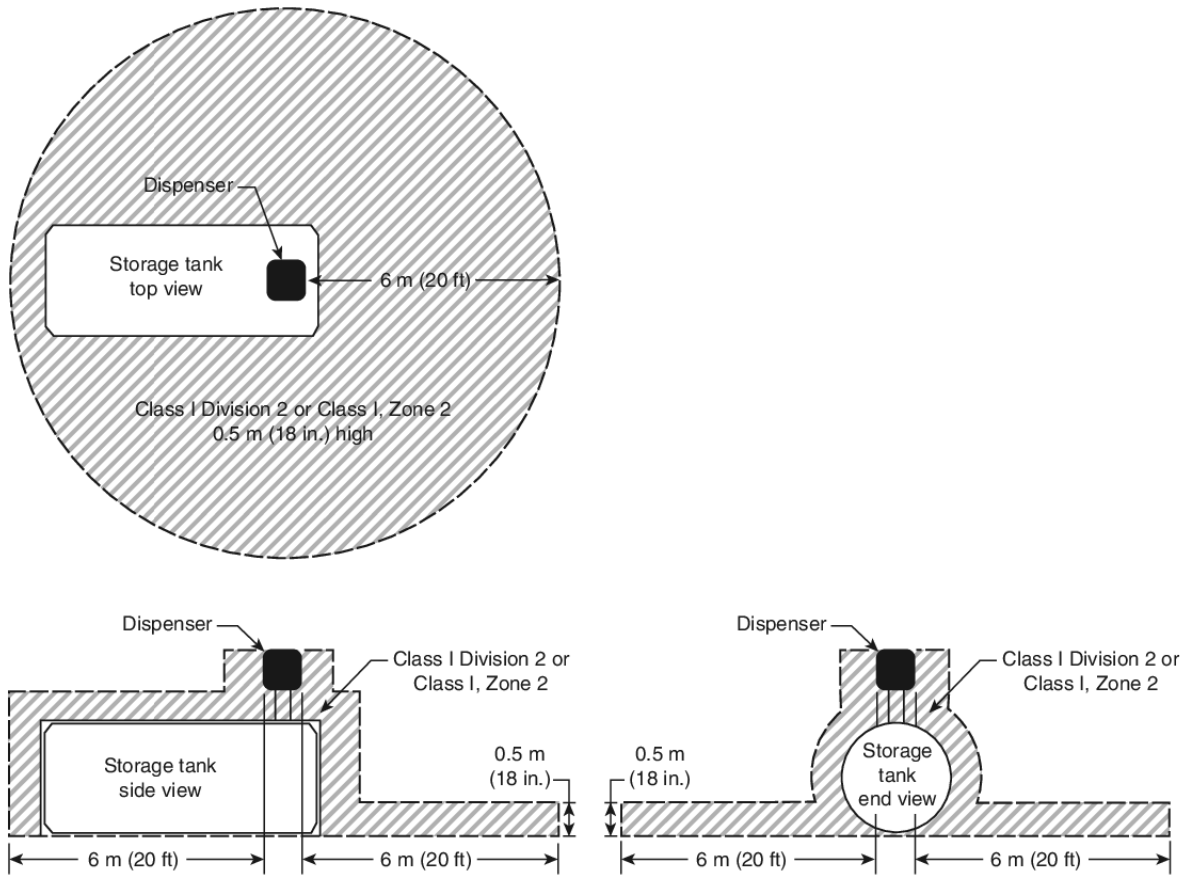 Dispenser
Storage tank
top view
6 m (20 ft)
Class I Division 2 or Class I, Zone 2
0.5 m (18 in.) high
Dispenser
Class I Division 2 or
Class I, Zone 2
Storage tank
side view
0.5 m
(18 in.)
6 m (20 ft)
6 m (20 ft)
Dispenser
Class I Division 2 or
Class I, Zone 2
0.5 m
(18 in.)
Storage
tank
end view
6 m (20 ft)
6 m (20 ft)